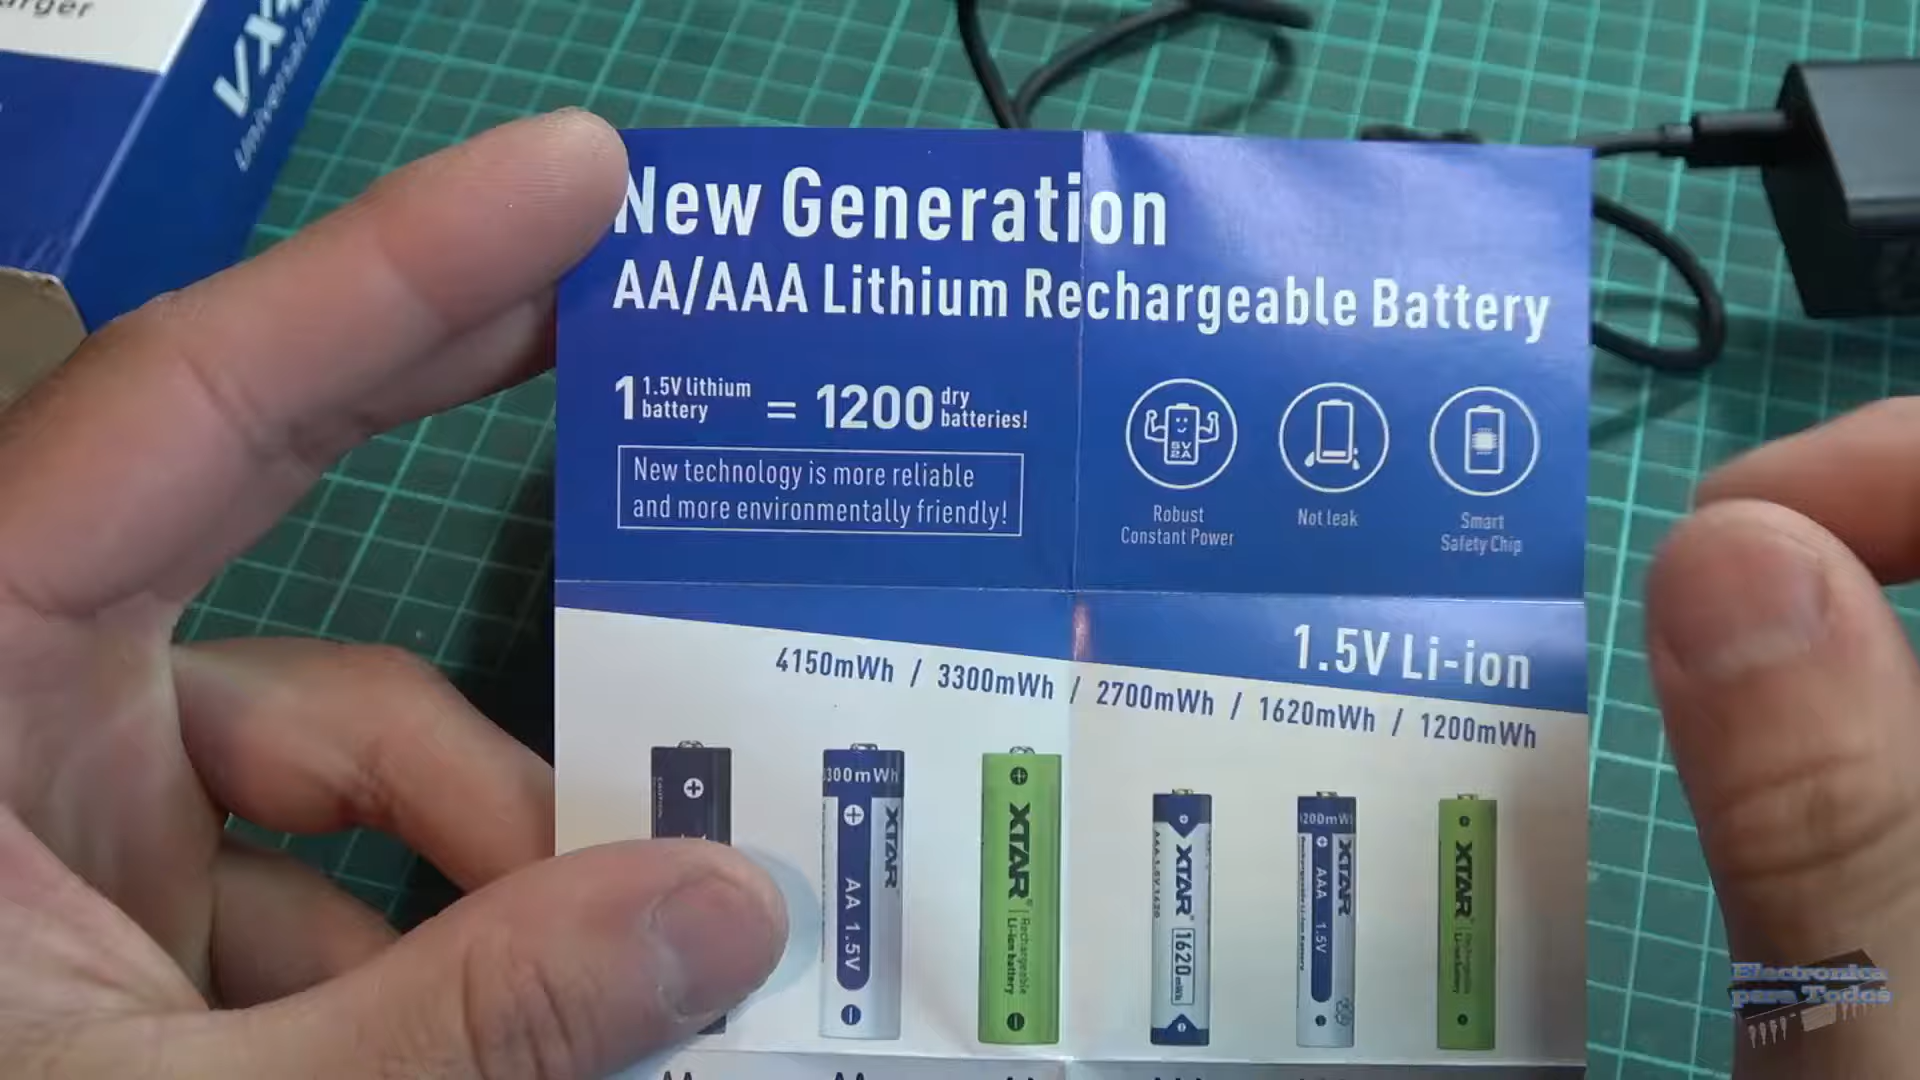 VX
Universal
New Generation
AA/AAA Lithium Rechargeable Battery
1 1.5V lithium battery = 1200 dry batteries!
New technology is more reliable
and more environmentally friendly!
5V
2A
Robust
Constant Power
Not leak
Smart
Safety Chip
1.5V Li-ion
4150mWh / 3300mWh / 2700mWh / 1620mWh / 1200mWh
300mWh
XTAR
AA 1.5V
XTAR
Rechargeable
Li-ion battery
XTAR
1620mWh
200mW
XTAR
AAA 1.5V
XTAR
Electronica
para Todos